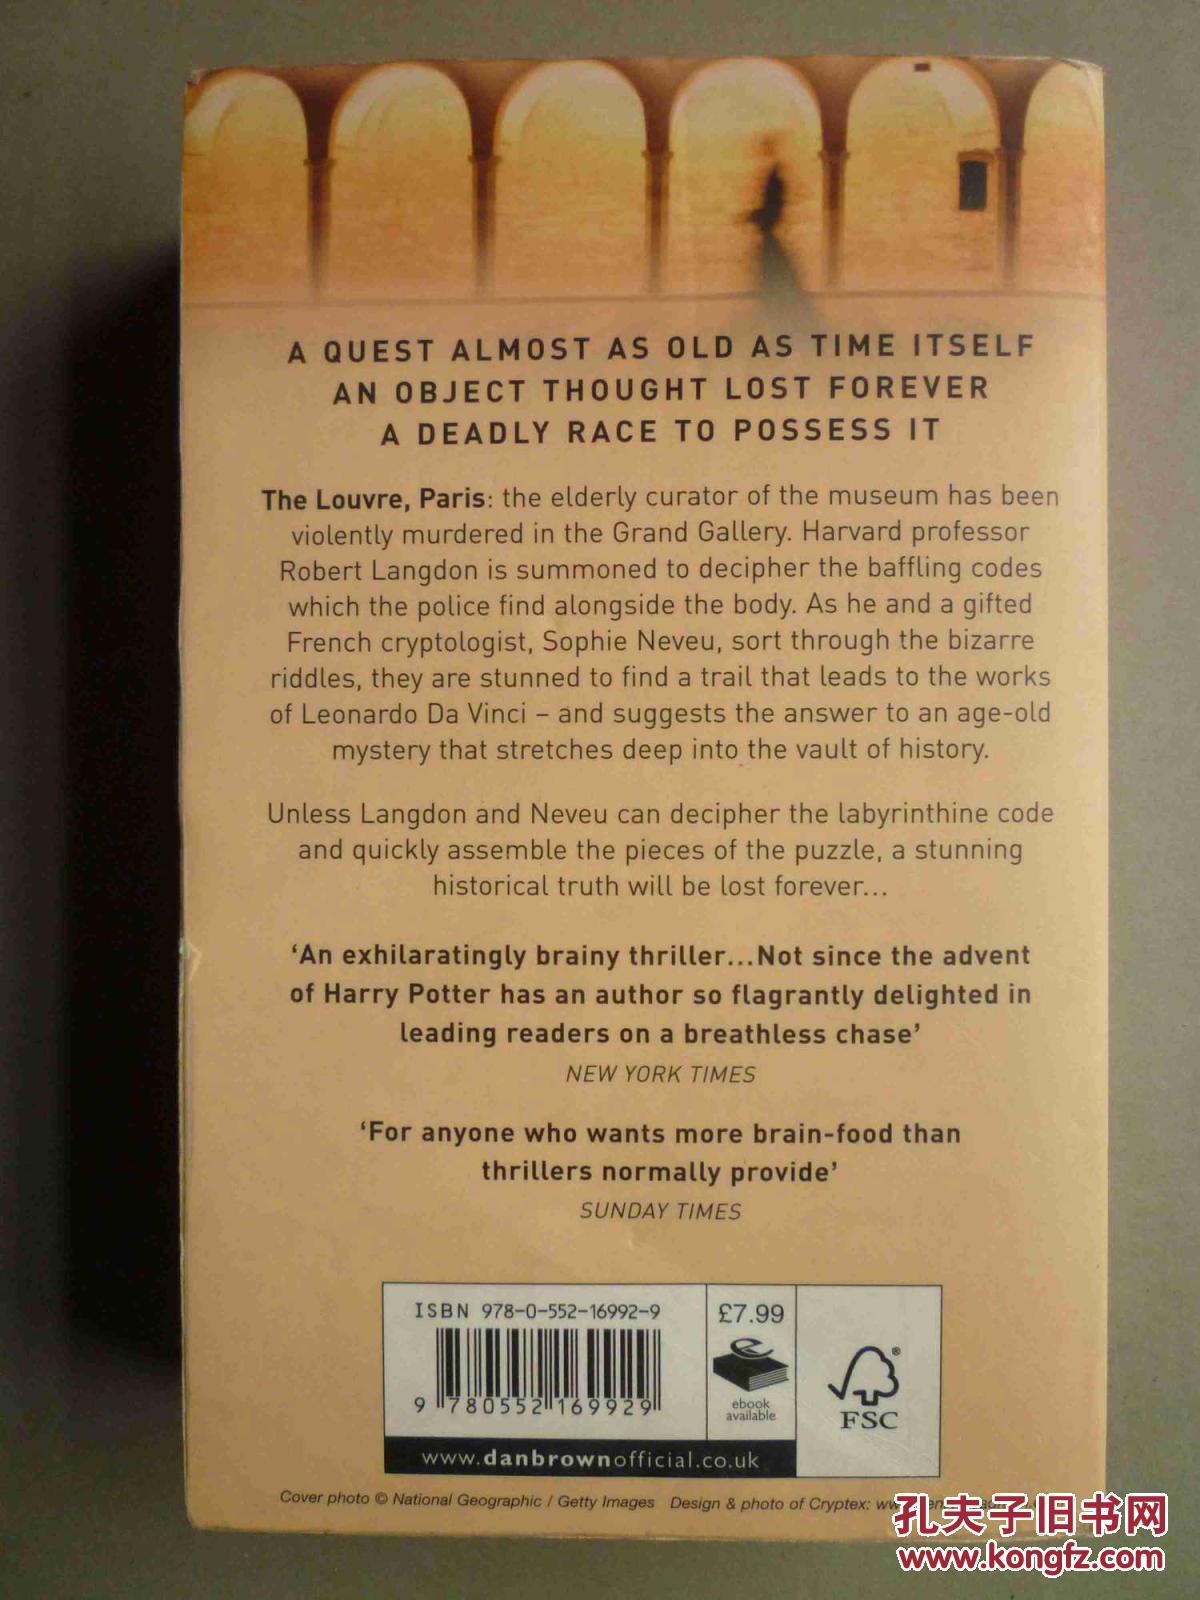 A QUEST ALMOST AS OLD AS TIME ITSELF
AN OBJECT THOUGHT LOST FOREVER
A DEADLY RACE TO POSSESS IT
The Louvre, Paris: the elderly curator of the museum has been
violently murdered in the Grand Gallery. Harvard professor
Robert Langdon is summoned to decipher the baffling codes
which the police find alongside the body. As he and a gifted
French cryptologist, Sophie Neveu, sort through the bizarre
riddles, they are stunned to find a trail that leads to the works
of Leonardo Da Vinci – and suggests the answer to an age-old
mystery that stretches deep into the vault of history.
Unless Langdon and Neveu can decipher the labyrinthine code
and quickly assemble the pieces of the puzzle, a stunning
historical truth will be lost forever...
‘An exhilaratingly brainy thriller...Not since the advent
of Harry Potter has an author so flagrantly delighted in
leading readers on a breathless chase’
NEW YORK TIMES
‘For anyone who wants more brain-food than
thrillers normally provide’
SUNDAY TIMES
ISBN 978-0-552-16992-9
9 780552 169929
£7.99
ebook
available
FSC®
www.danbrownofficial.co.uk
Cover photo © National Geographic / Getty Images Design & photo of Cryptex:
孔夫子旧书网
www.kongfz.com